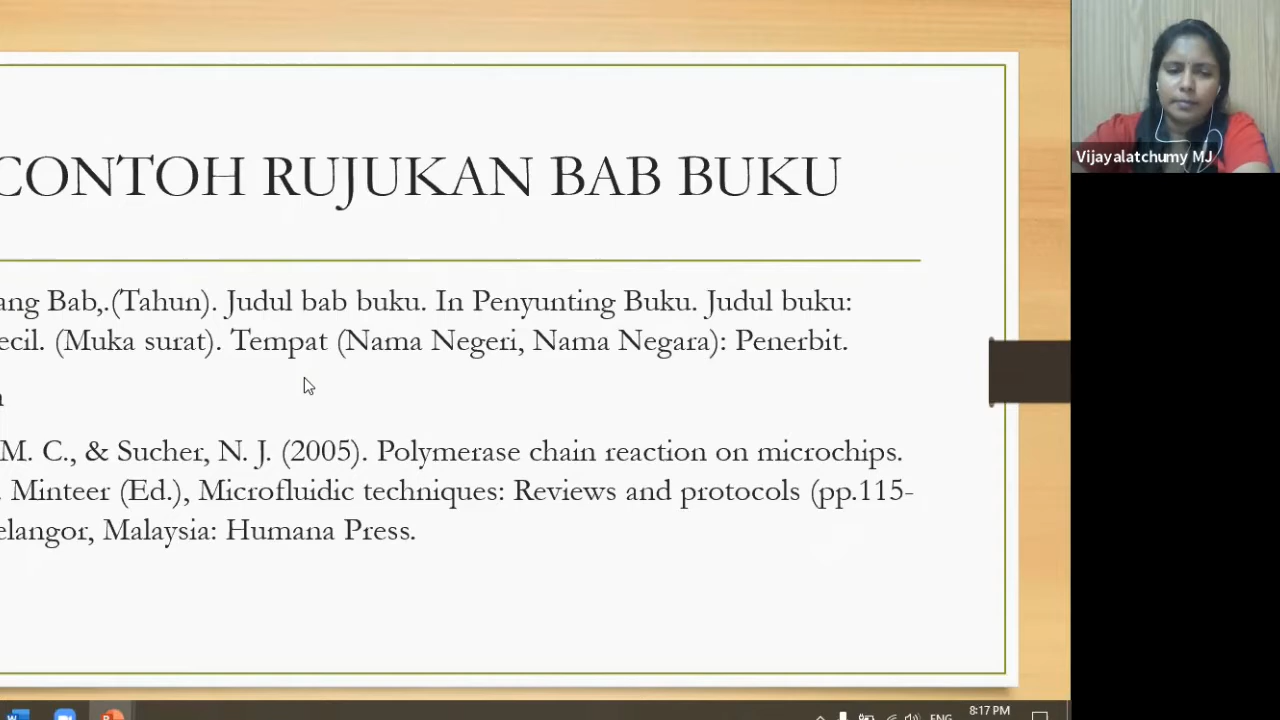 CONTOH RUJUKAN BAB BUKU
Vijayalatchumy MJ
ang Bab,.(Tahun). Judul bab buku. In Penyunting Buku. Judul buku:
ecil. (Muka surat). Tempat (Nama Negeri, Nama Negara): Penerbit.
M. C., & Sucher, N. J. (2005). Polymerase chain reaction on microchips.
. Minteer (Ed.), Microfluidic techniques: Reviews and protocols (pp.115-
elangor, Malaysia: Humana Press.
ENG
8:17 PM